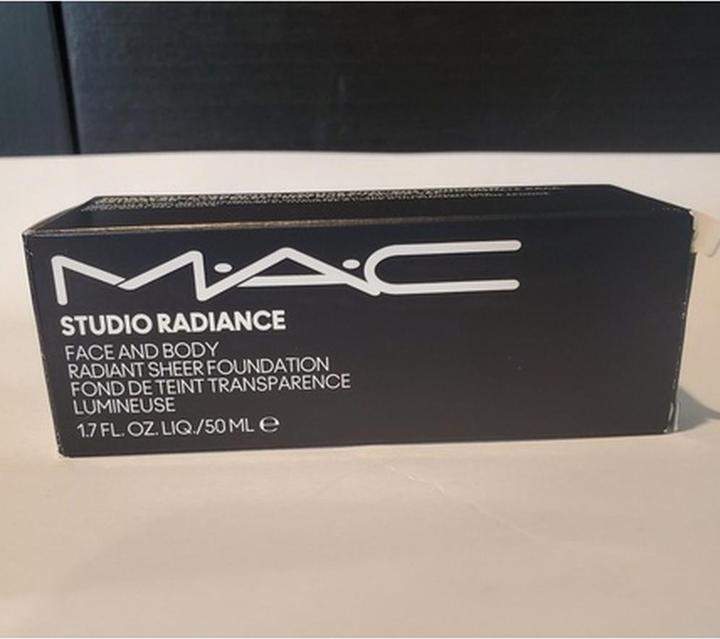 M·A·C
STUDIO RADIANCE
FACE AND BODY
RADIANT SHEER FOUNDATION
FOND DE TEINT TRANSPARENCE
LUMINEUSE
1.7 FL. OZ. LIQ./50 ML ℮